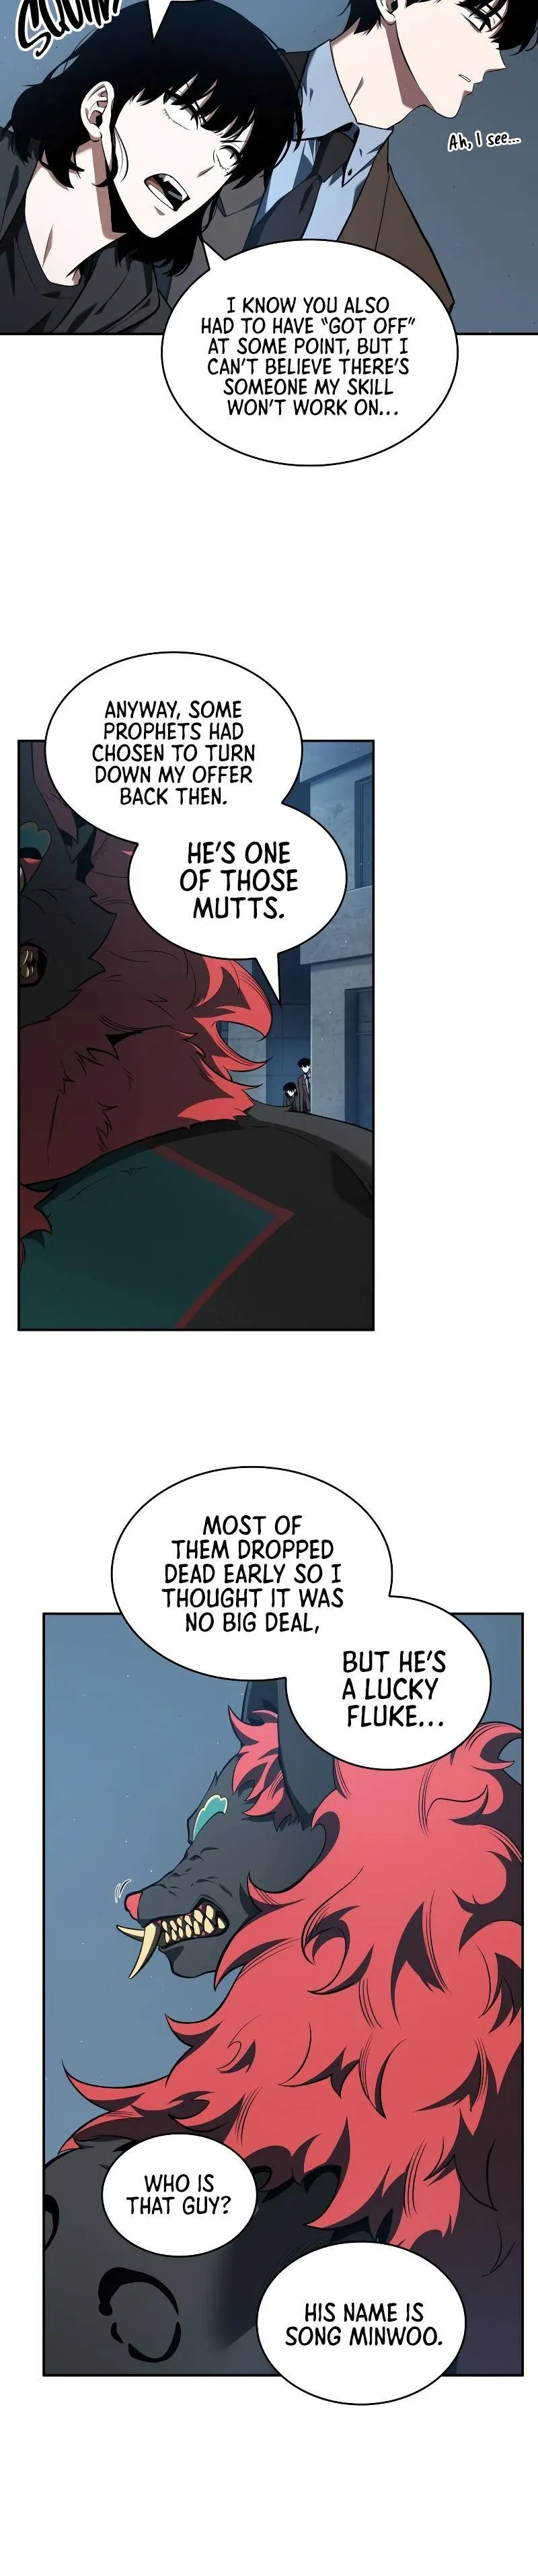 Ah, I see...
I KNOW YOU ALSO
HAD TO HAVE "GOT OFF"
AT SOME POINT, BUT I
CAN'T BELIEVE THERE'S
SOMEONE MY SKILL
WON'T WORK ON...
ANYWAY, SOME
PROPHETS HAD
CHOSEN TO TURN
DOWN MY OFFER
BACK THEN.
HE'S ONE
OF THOSE
MUTTS.
MOST OF
THEM DROPPED
DEAD EARLY SO I
THOUGHT IT WAS
NO BIG DEAL,
BUT HE'S
A LUCKY
FLUKE...
WHO IS
THAT GUY?
HIS NAME IS
SONG MINWOO.